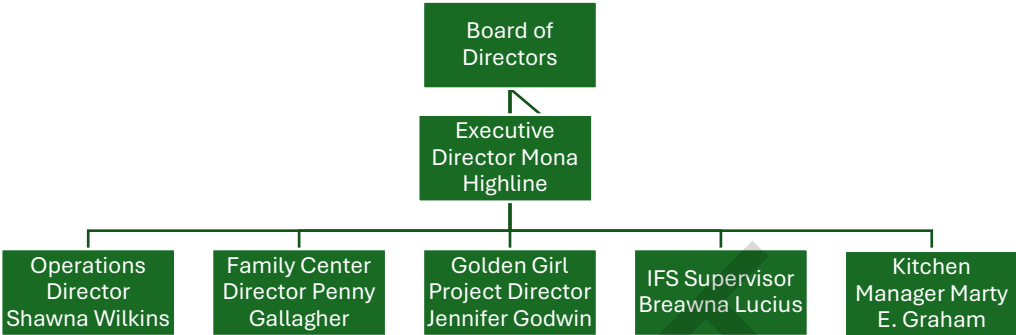 Board of
Directors
Executive
Director Mona
Highline
Operations
Director
Shawna Wilkins
Family Center
Director Penny
Gallagher
Golden Girl
Project Director
Jennifer Godwin
IFS Supervisor
Breawna Lucius
Kitchen
Manager Marty
E. Graham